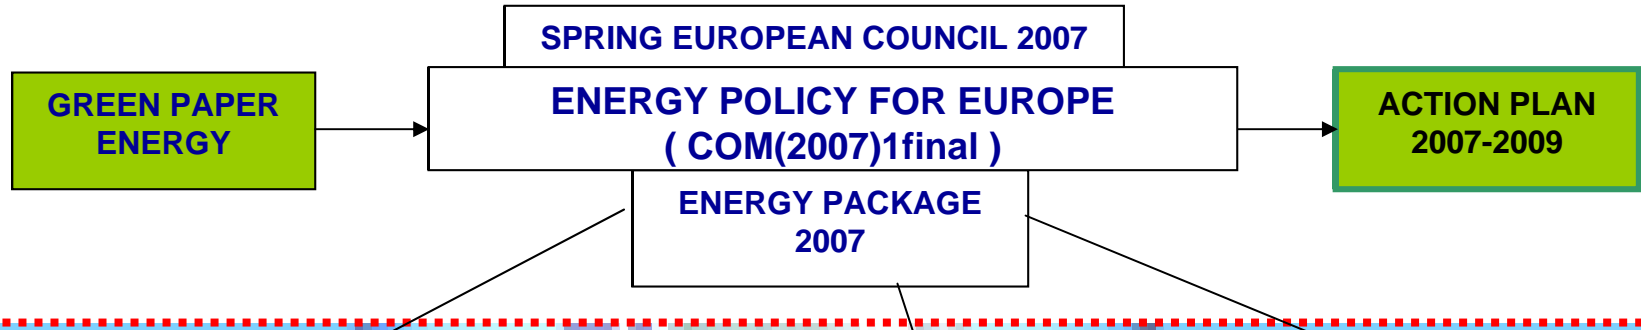 SPRING EUROPEAN COUNCIL 2007
GREEN PAPER
ENERGY
ENERGY POLICY FOR EUROPE
( COM(2007)1final )
ACTION PLAN
2007-2009
ENERGY PACKAGE
2007